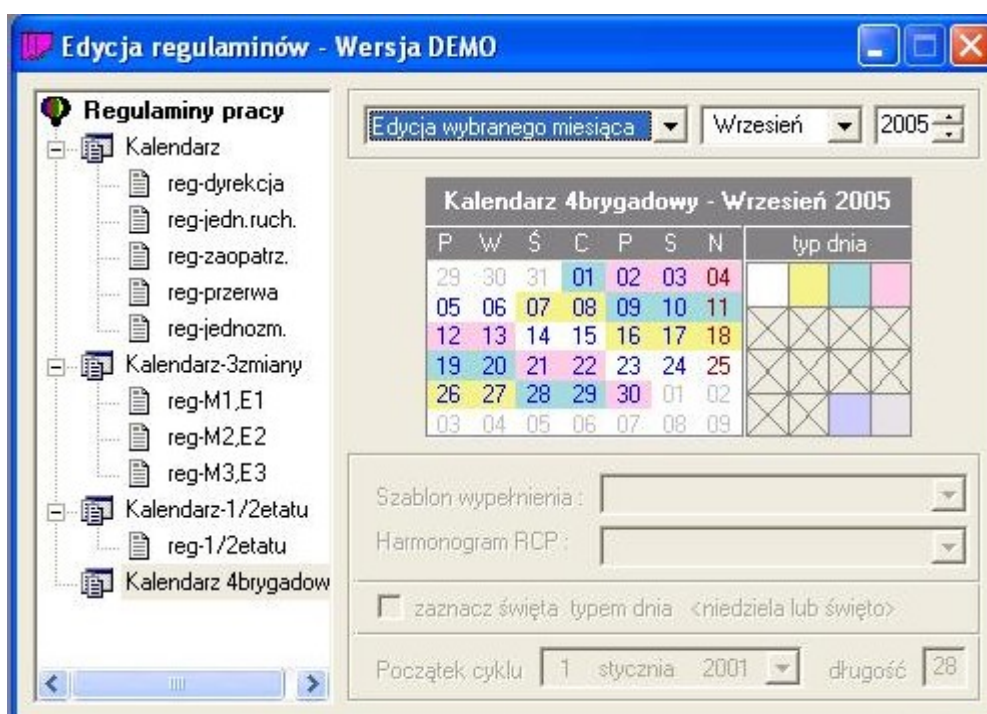 Edycja regulaminów - Wersja DEMO
Regulaminy pracy
Kalendarz
reg-dyrekcja
reg-jedn.ruch.
reg-zaopatrz.
reg-przerwa
reg-jednozm.
Kalendarz-3zmiany
reg-M1,E1
reg-M2,E2
reg-M3,E3
Kalendarz-1/2etatu
reg-1/2etatu
Kalendarz 4brygadow
Edycja wybranego miesiąca Wrzesień 2005
Kalendarz 4brygadowy - Wrzesień 2005
P W Ś C P S N typ dnia
29 30 31 01 02 03 04
05 06 07 08 09 10 11
12 13 14 15 16 17 18
19 20 21 22 23 24 25
26 27 28 29 30 01 02
03 04 05 06 07 08 09
Szablon wypełnienia :
Harmonogram RCP :
zaznacz święta typem dnia <niedziela lub święto>
Początek cyklu 1 stycznia 2001 długość 28